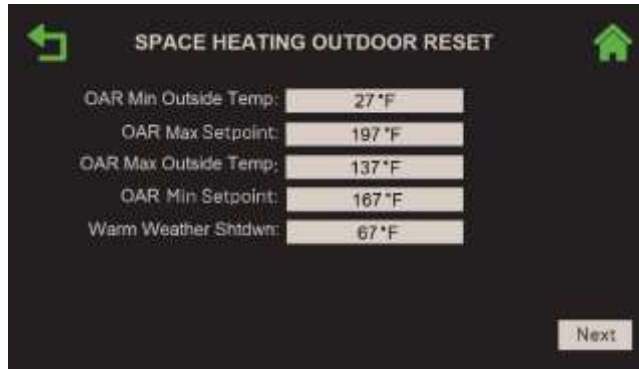 SPACE HEATING OUTDOOR RESET
OAR Min Outside Temp: 27°F
OAR Max Setpoint: 197°F
OAR Max Outside Temp: 137°F
OAR Min Setpoint: 167°F
Warm Weather Shtdwn: 67°F
Next